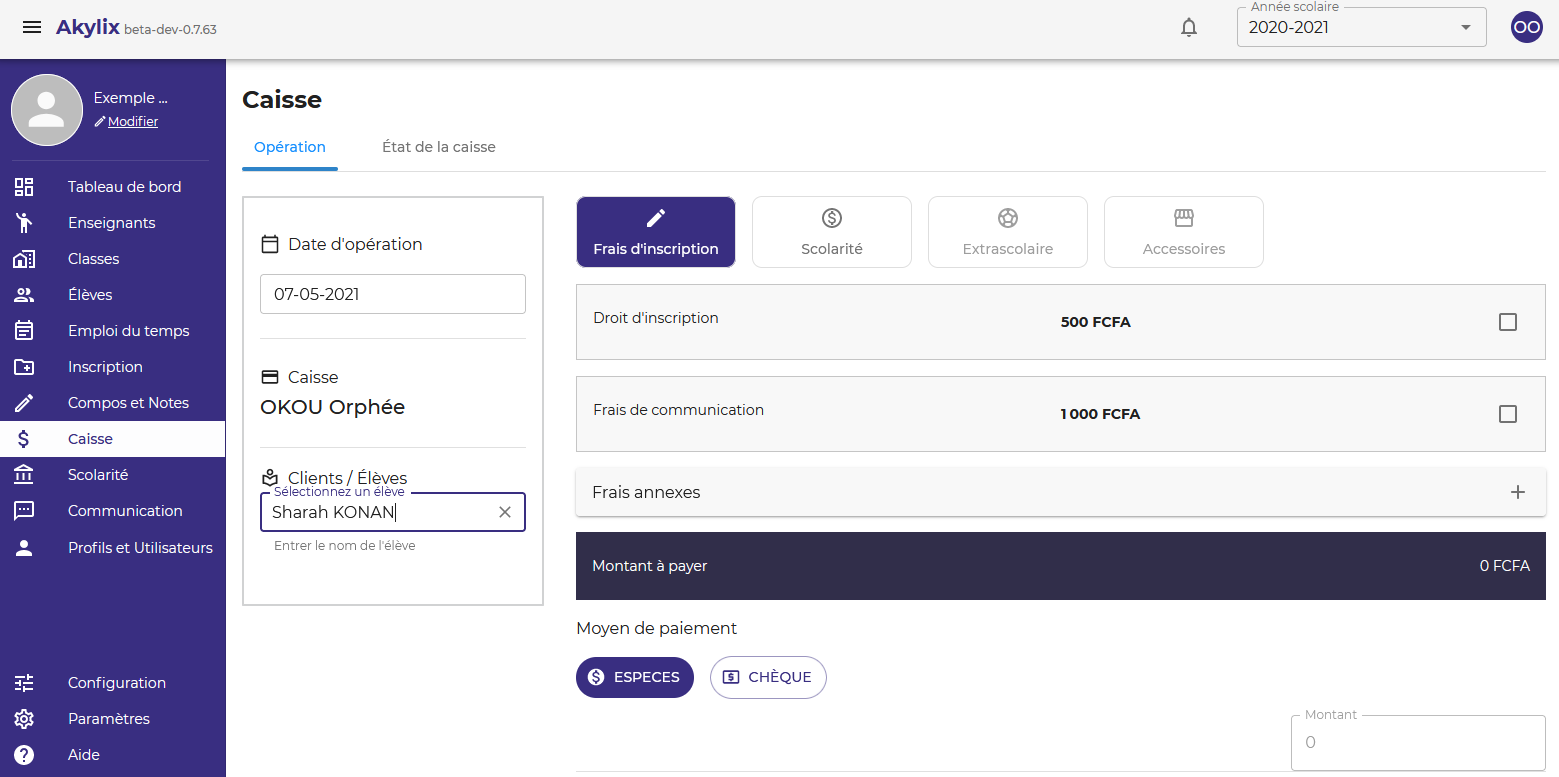 Akylix beta-dev-0.7.63
Année scolaire
2020-2021
OO
Exemple ...
Modifier
Tableau de bord
Enseignants
Classes
Élèves
Emploi du temps
Inscription
Compos et Notes
Caisse
Scolarité
Communication
Profils et Utilisateurs
Configuration
Paramètres
Aide
Caisse
Opération
État de la caisse
Date d'opération
07-05-2021
Caisse
OKOU Orphée
Clients / Élèves
Sélectionnez un élève
Sharah KONAN
Entrer le nom de l'élève
Frais d'inscription
Scolarité
Extrascolaire
Accessoires
Droit d'inscription 500 FCFA
Frais de communication 1 000 FCFA
Frais annexes
Montant à payer 0 FCFA
Moyen de paiement
ESPECES
CHÈQUE
Montant
0